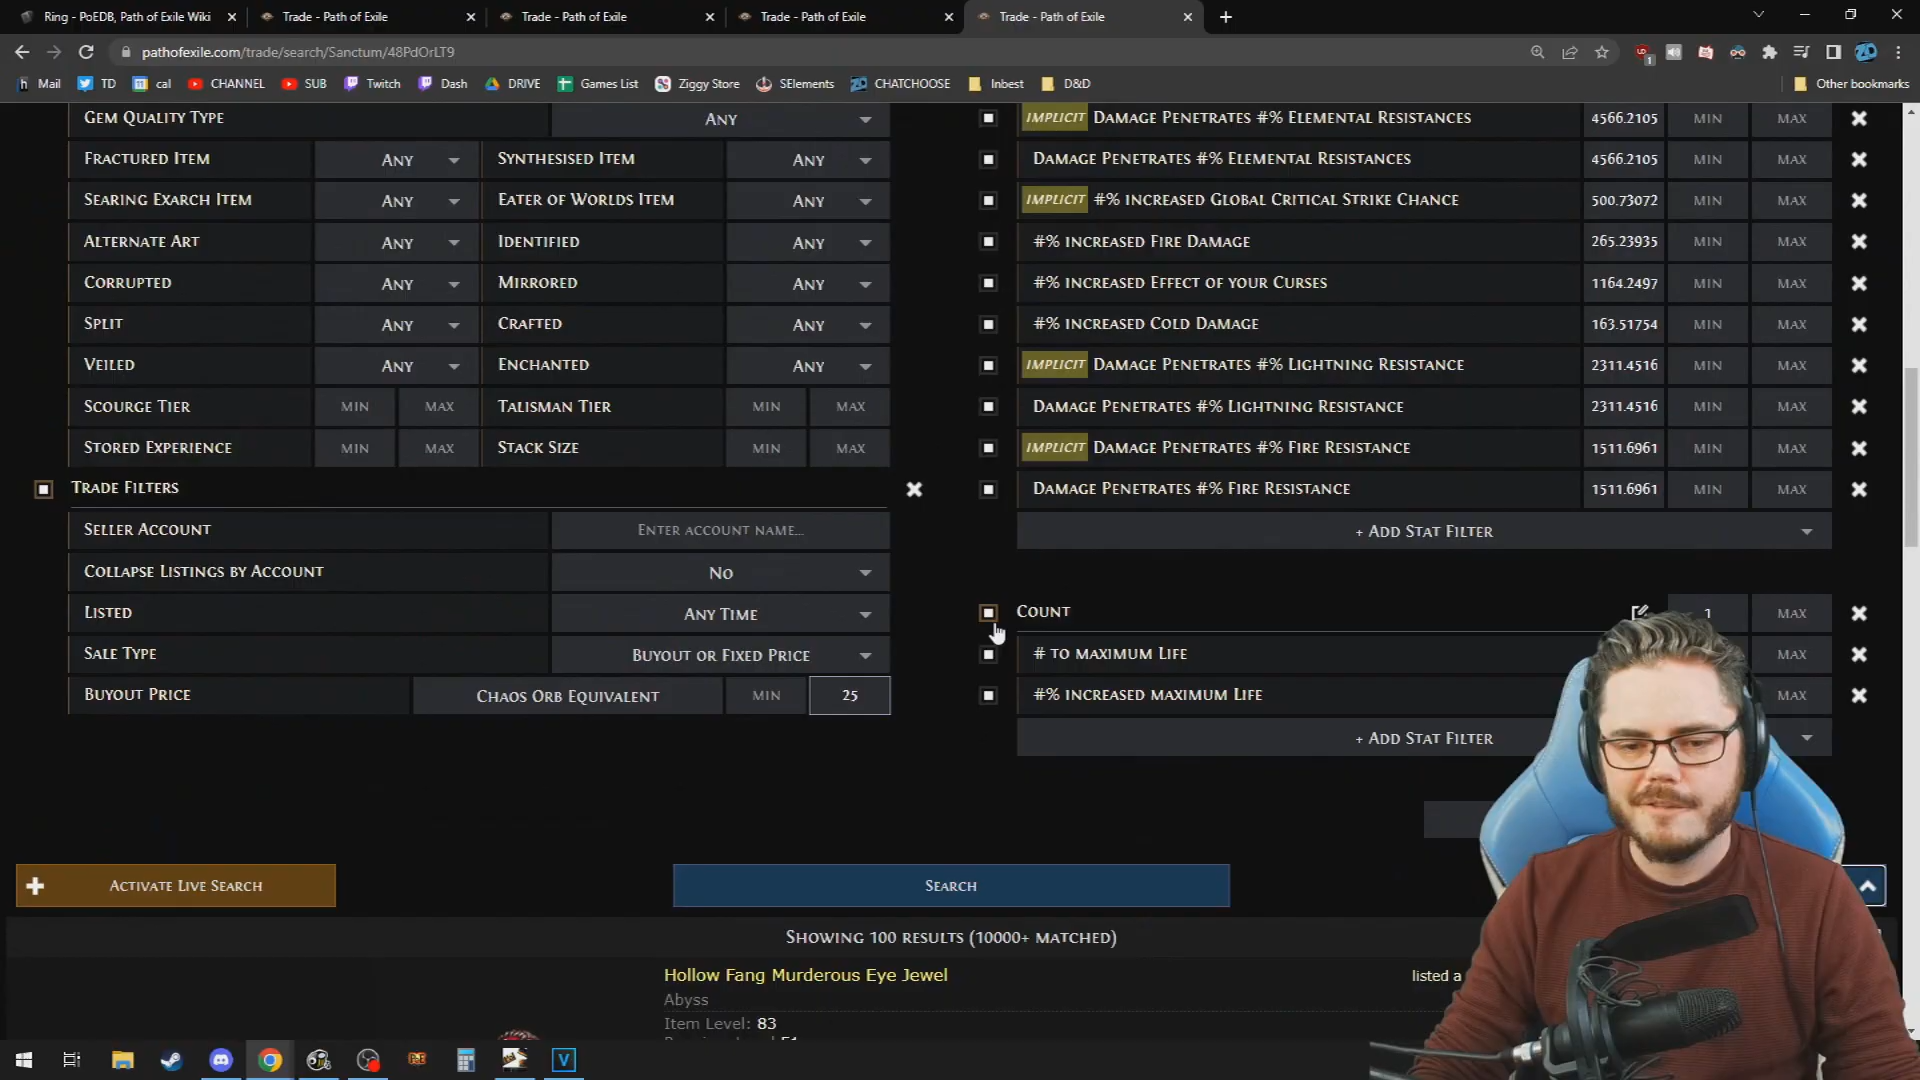 Ring - PoEDB, Path of Exile Wiki
Trade - Path of Exile
Trade - Path of Exile
Trade - Path of Exile
Trade - Path of Exile
pathofexile.com/trade/search/Sanctum/48PdOrLT9
Mail TD cal CHANNEL SUB Twitch Dash DRIVE Games List Ziggy Store SElements CHATCHOOSE Inbest D&D Other bookmarks
GEM QUALITY TYPE ANY
FRACTURED ITEM ANY SYNTHESISED ITEM ANY
SEARING EXARCH ITEM ANY EATER OF WORLDS ITEM ANY
ALTERNATE ART ANY IDENTIFIED ANY
CORRUPTED ANY MIRRORED ANY
SPLIT ANY CRAFTED ANY
VEILED ANY ENCHANTED ANY
SCOURGE TIER MIN MAX TALISMAN TIER MIN MAX
STORED EXPERIENCE MIN MAX STACK SIZE MIN MAX
TRADE FILTERS
SELLER ACCOUNT ENTER ACCOUNT NAME...
COLLAPSE LISTINGS BY ACCOUNT NO
LISTED ANY TIME
SALE TYPE BUYOUT OR FIXED PRICE
BUYOUT PRICE CHAOS ORB EQUIVALENT MIN 25
IMPLICIT DAMAGE PENETRATES #% ELEMENTAL RESISTANCES 4566.2105 MIN MAX
DAMAGE PENETRATES #% ELEMENTAL RESISTANCES 4566.2105 MIN MAX
IMPLICIT #% INCREASED GLOBAL CRITICAL STRIKE CHANCE 500.73072 MIN MAX
#% INCREASED FIRE DAMAGE 265.23935 MIN MAX
#% INCREASED EFFECT OF YOUR CURSES 1164.2497 MIN MAX
#% INCREASED COLD DAMAGE 163.51754 MIN MAX
IMPLICIT DAMAGE PENETRATES #% LIGHTNING RESISTANCE 2311.4516 MIN MAX
DAMAGE PENETRATES #% LIGHTNING RESISTANCE 2311.4516 MIN MAX
IMPLICIT DAMAGE PENETRATES #% FIRE RESISTANCE 1511.6961 MIN MAX
DAMAGE PENETRATES #% FIRE RESISTANCE 1511.6961 MIN MAX
+ ADD STAT FILTER
COUNT 1 MAX
# TO MAXIMUM LIFE MAX
#% INCREASED MAXIMUM LIFE MAX
+ ADD STAT FILTER
ACTIVATE LIVE SEARCH
SEARCH
SHOWING 100 RESULTS (10000+ MATCHED)
Hollow Fang Murderous Eye Jewel listed a
Abyss
Item Level: 83